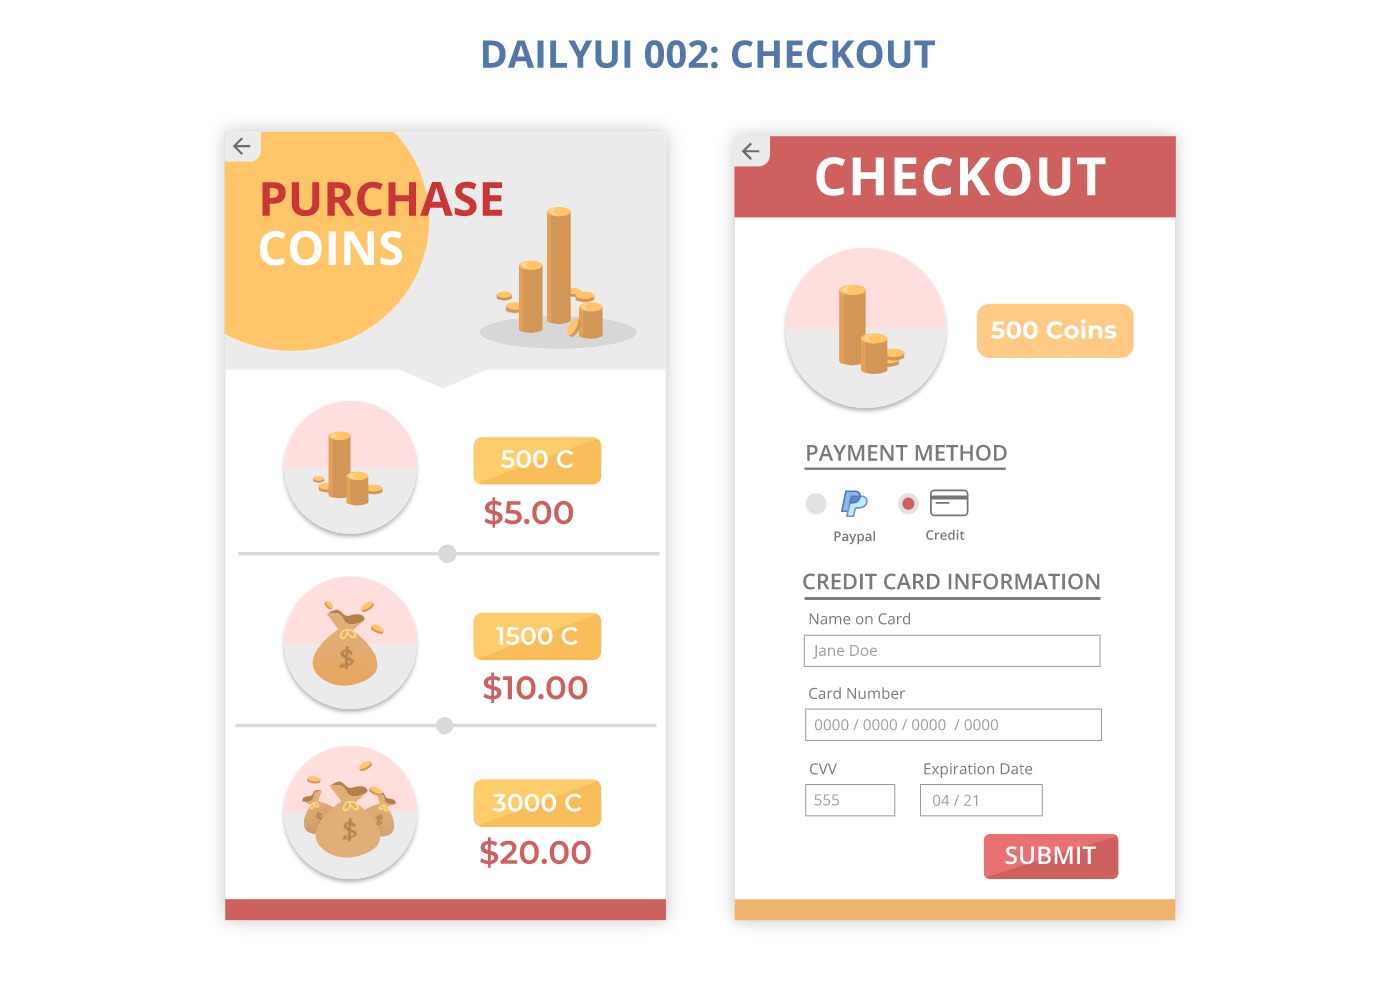 DAILYUI 002: CHECKOUT
PURCHASE
COINS
500 C
$5.00
$
1500 C
$10.00
$
$
$
3000 C
$20.00
CHECKOUT
500 Coins
PAYMENT METHOD
Paypal
Credit
CREDIT CARD INFORMATION
Name on Card
Jane Doe
Card Number
0000 / 0000 / 0000  / 0000
CVV
Expiration Date
555
04 / 21
SUBMIT